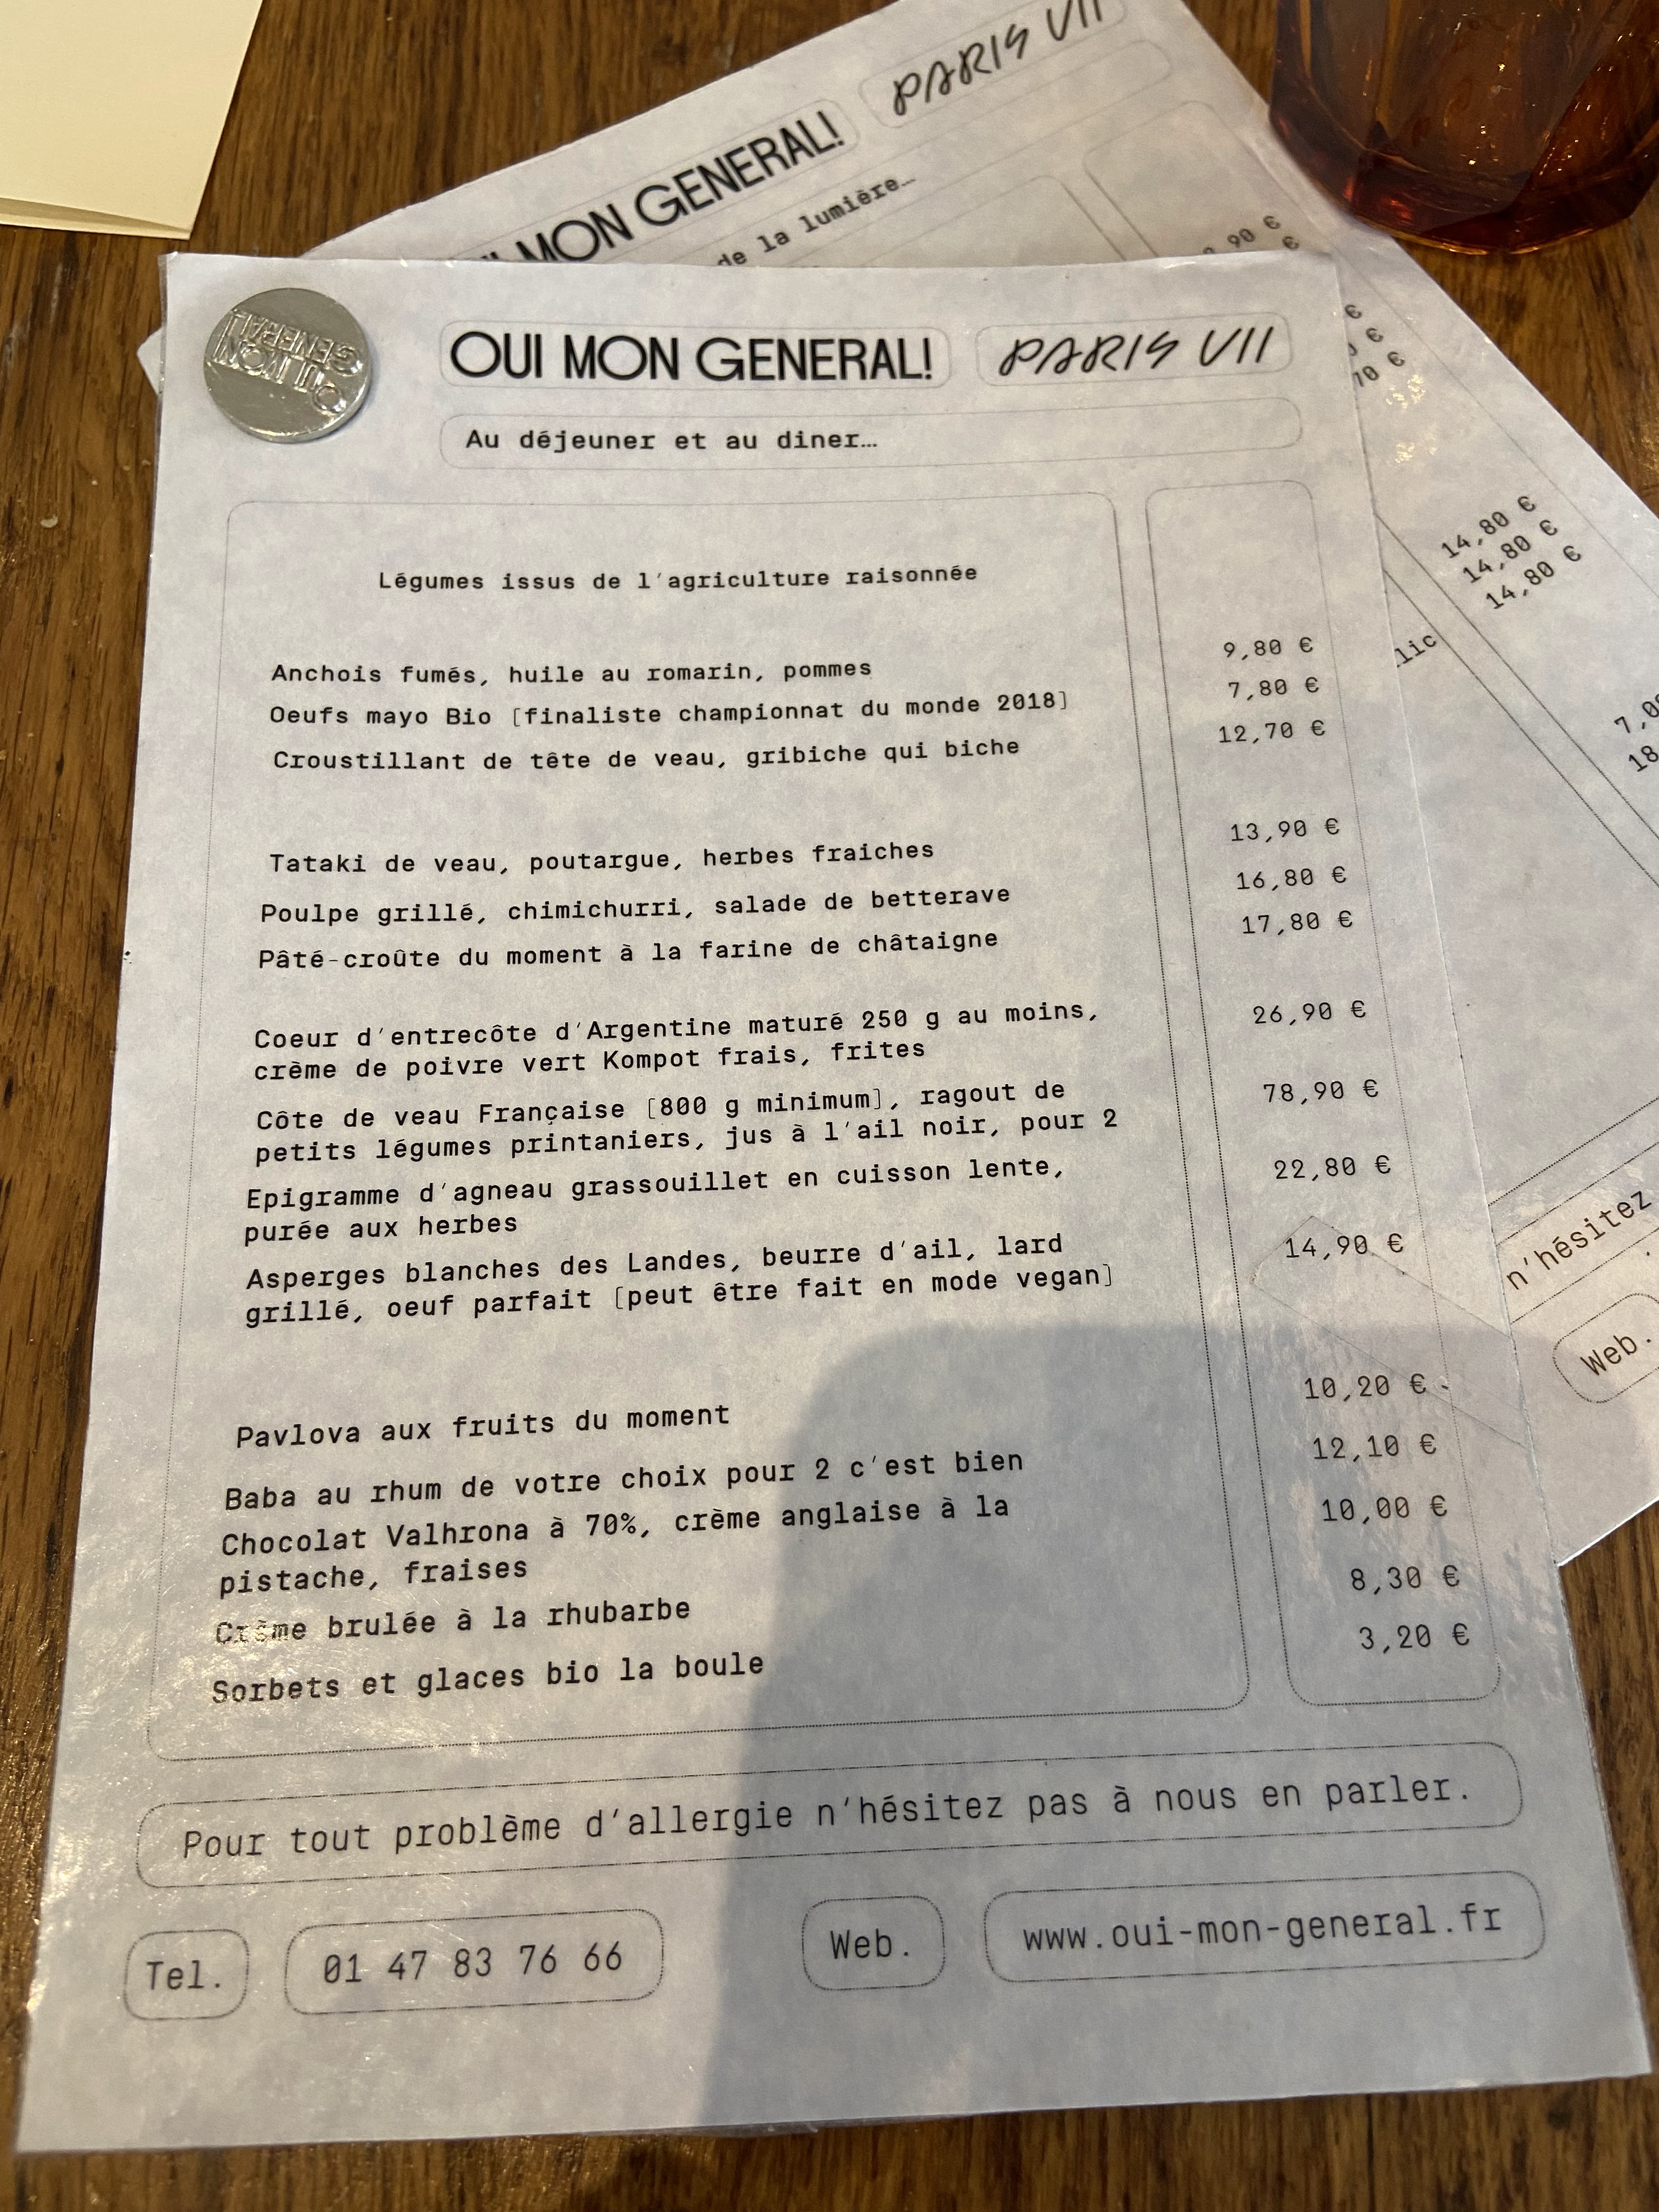 PARIS VII
MON GENERAL!
de la lumière…
OUI MON GENERAL!
OUI MON GENERAL!
PARIS VII
Au déjeuner et au diner…
Légumes issus de l'agriculture raisonnée
Anchois fumés, huile au romarin, pommes 9,80 €
Oeufs mayo Bio [finaliste championnat du monde 2018] 7,80 €
Croustillant de tête de veau, gribiche qui biche 12,70 €
Tataki de veau, poutargue, herbes fraiches 13,90 €
Poulpe grillé, chimichurri, salade de betterave 16,80 €
Pâté-croûte du moment à la farine de châtaigne 17,80 €
Coeur d'entrecôte d'Argentine maturé 250 g au moins, 26,90 €
crème de poivre vert Kompot frais, frites
Côte de veau Française [800 g minimum], ragout de 78,90 €
petits légumes printaniers, jus à l'ail noir, pour 2
Epigramme d'agneau grassouillet en cuisson lente, 22,80 €
purée aux herbes
Asperges blanches des Landes, beurre d'ail, lard 14,90 €
grillé, oeuf parfait [peut être fait en mode vegan]
Pavlova aux fruits du moment 10,20 €
Baba au rhum de votre choix pour 2 c'est bien 12,10 €
Chocolat Valhrona à 70%, crème anglaise à la 10,00 €
pistache, fraises
Crème brulée à la rhubarbe 8,30 €
Sorbets et glaces bio la boule 3,20 €
Pour tout problème d'allergie n'hésitez pas à nous en parler.
Tel. 01 47 83 76 66 Web. www.oui-mon-general.fr
14,80 €
14,80 €
14,80 €
n'hésitez
Web.